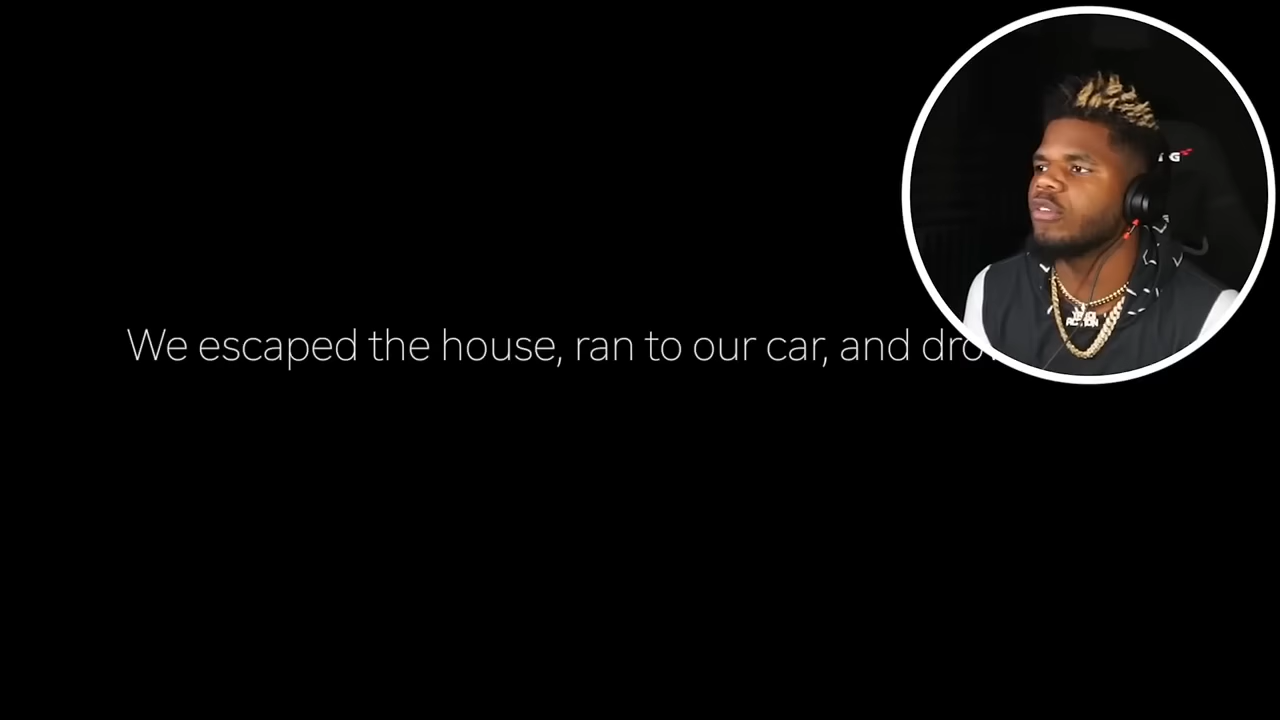 We escaped the house, ran to our car, and